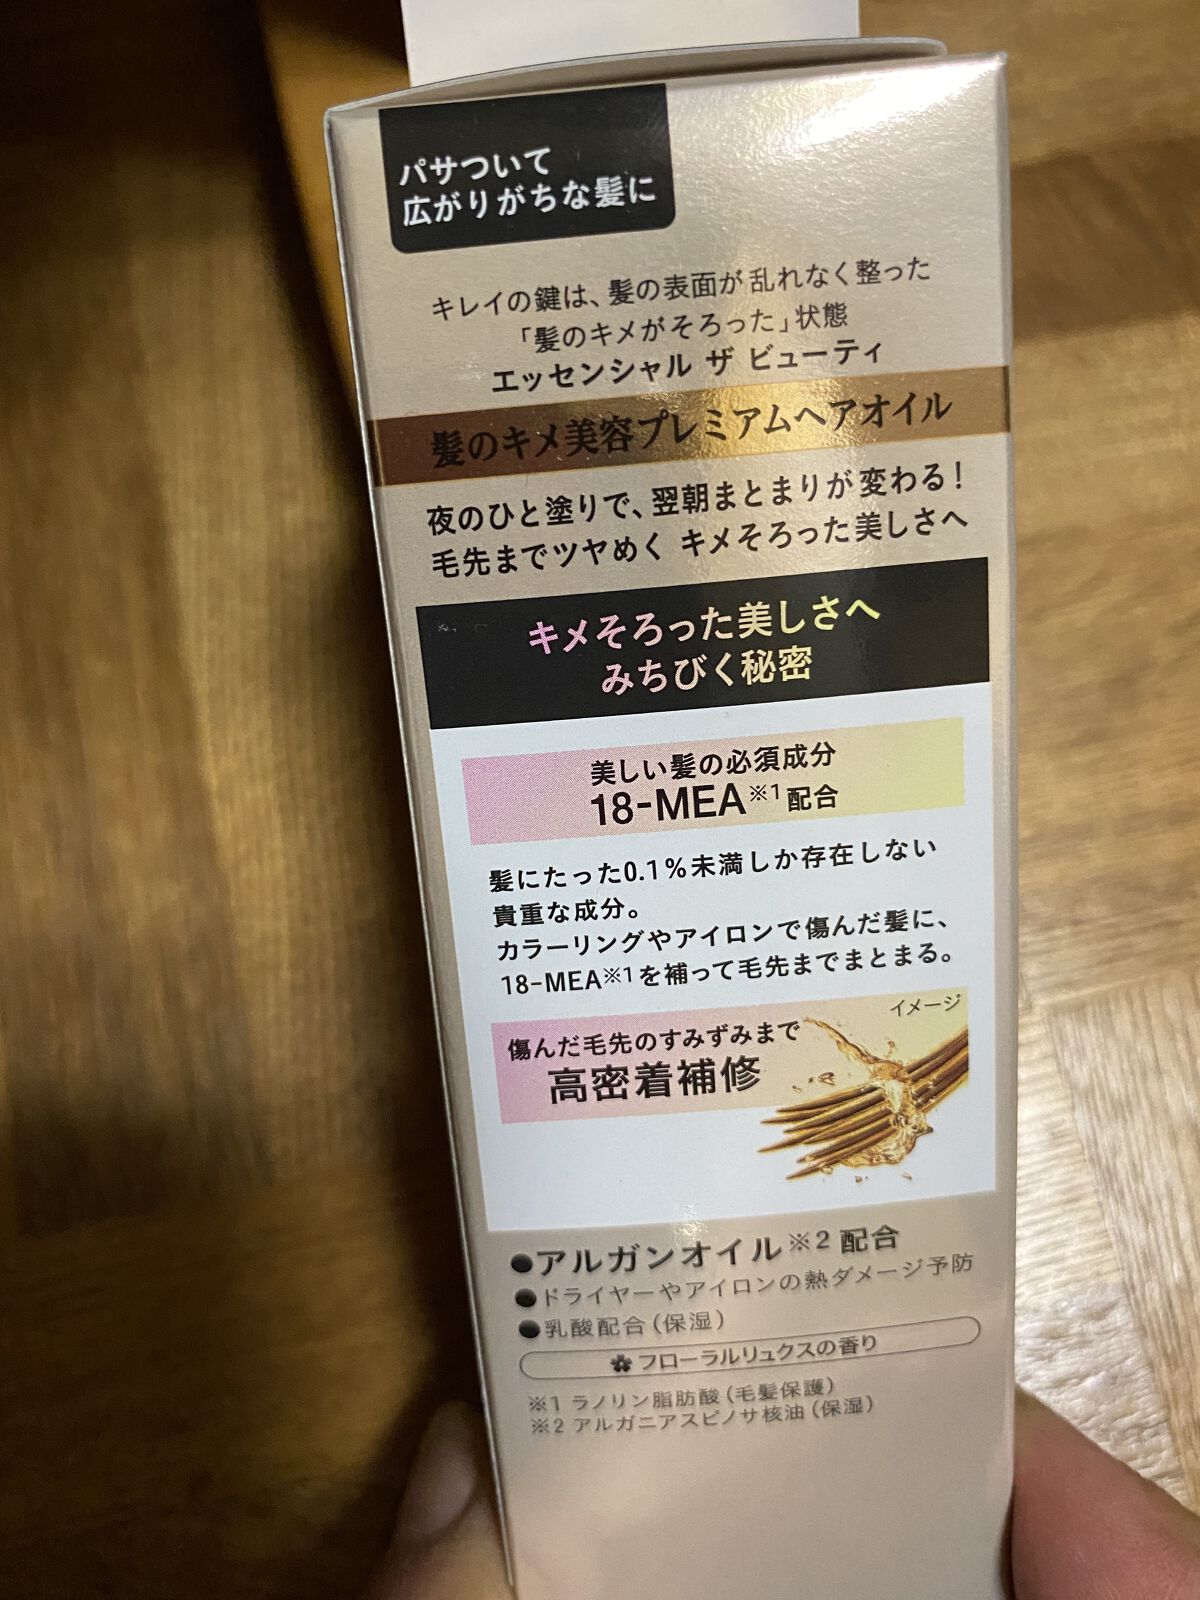 パサついて
広がりがちな髪に
キレイの鍵は、髪の表面が乱れなく整った
「髪のキメがそろった」状態
エッセンシャル ザ ビューティ
髪のキメ美容プレミアムヘアオイル
夜のひと塗りで、翌朝まとまりが変わる!
毛先までツヤめく キメそろった美しさへ
キメそろった美しさへ
みちびく秘密
美しい髪の必須成分
18-MEA※1配合
髪にたった0.1%未満しか存在しない
貴重な成分。
カラーリングやアイロンで傷んだ髪に、
18-MEA※1を補って毛先までまとまる。
イメージ
傷んだ毛先のすみずみまで
高密着補修
●アルガンオイル※2 配合
●ドライヤーやアイロンの熱ダメージ予防
●乳酸配合(保湿)
フローラルリュクスの香り
※1 ラノリン脂肪酸(毛髪保護)
※2 アルガニアスピノサ核油(保湿)